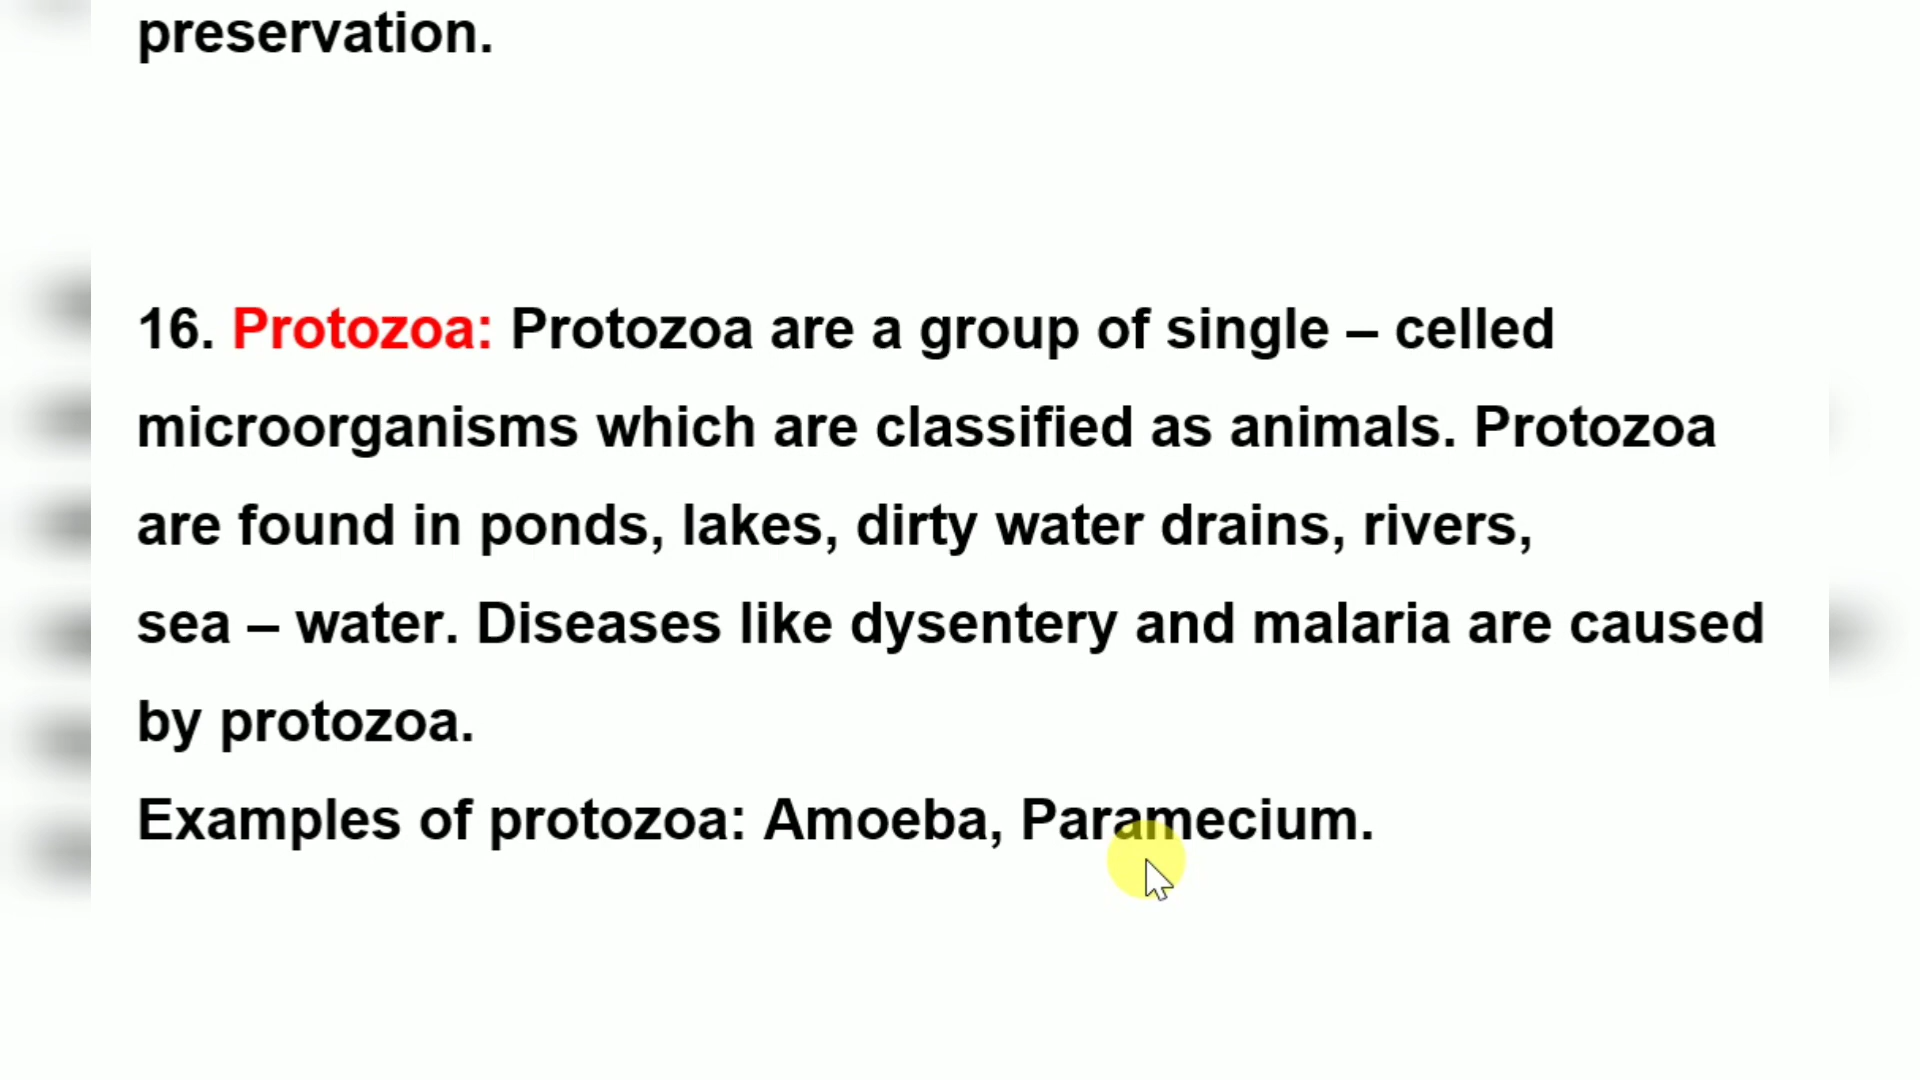 preservation.
16. Protozoa: Protozoa are a group of single – celled
microorganisms which are classified as animals. Protozoa
are found in ponds, lakes, dirty water drains, rivers,
sea – water. Diseases like dysentery and malaria are caused
by protozoa.
Examples of protozoa: Amoeba, Paramecium.